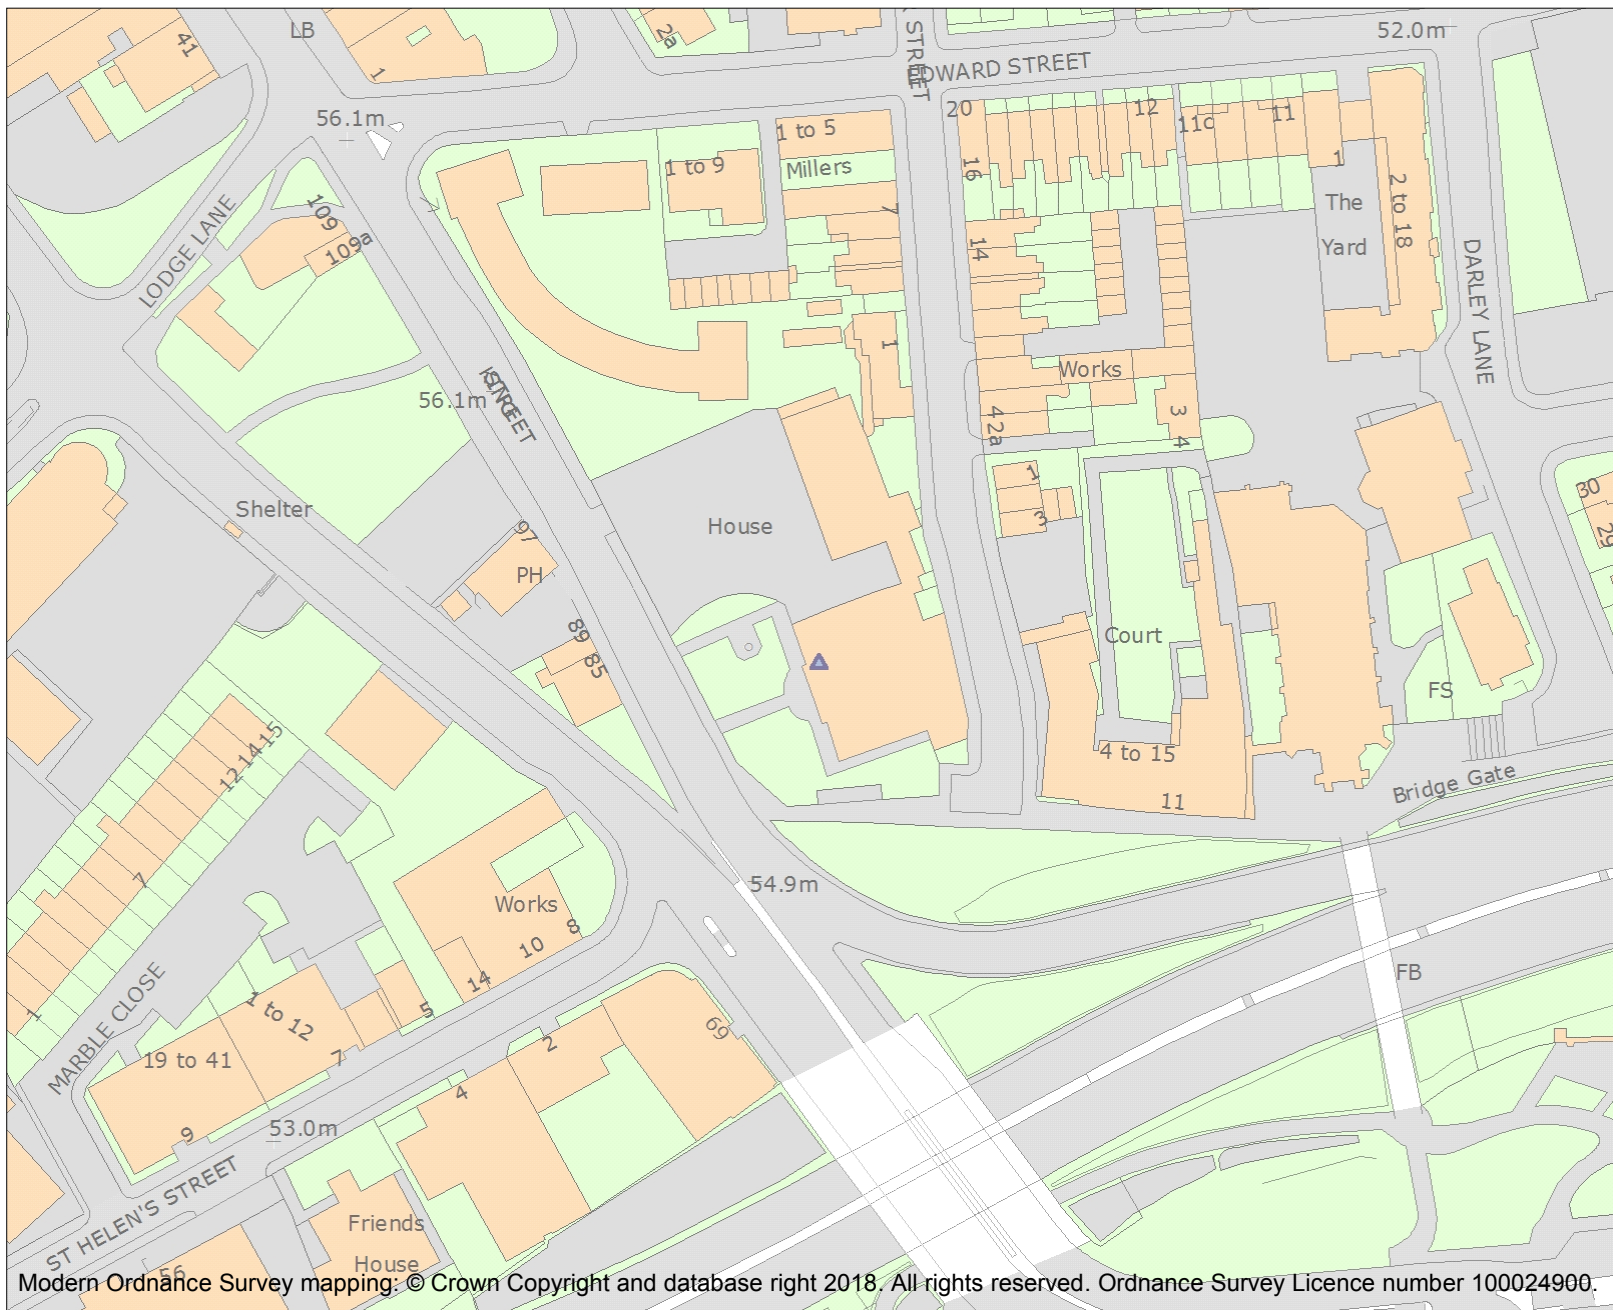 LB
41
1
2a
STREET
EDWARD STREET
52.0m
56.1m
1 to 5
20
12
11c
11
1 to 9
Millers
16
1
109
LODGE LANE
109a
7
14
The
Yard
2 to 18
DARLEY LANE
1
KING
STREET
56.1m
Works
42a
3
4
1
3
30
29
Shelter
House
97
PH
89
85
Court
FS
12
14
15
4 to 15
11
Bridge Gate
7
54.9m
Works
8
10
14
5
FB
1
MARBLE CLOSE
1 to 12
19 to 41
7
9
69
2
4
53.0m
ST HELEN'S STREET
Friends
House
56
Modern Ordnance Survey mapping: © Crown Copyright and database right 2018. All rights reserved. Ordnance Survey Licence number 100024900.